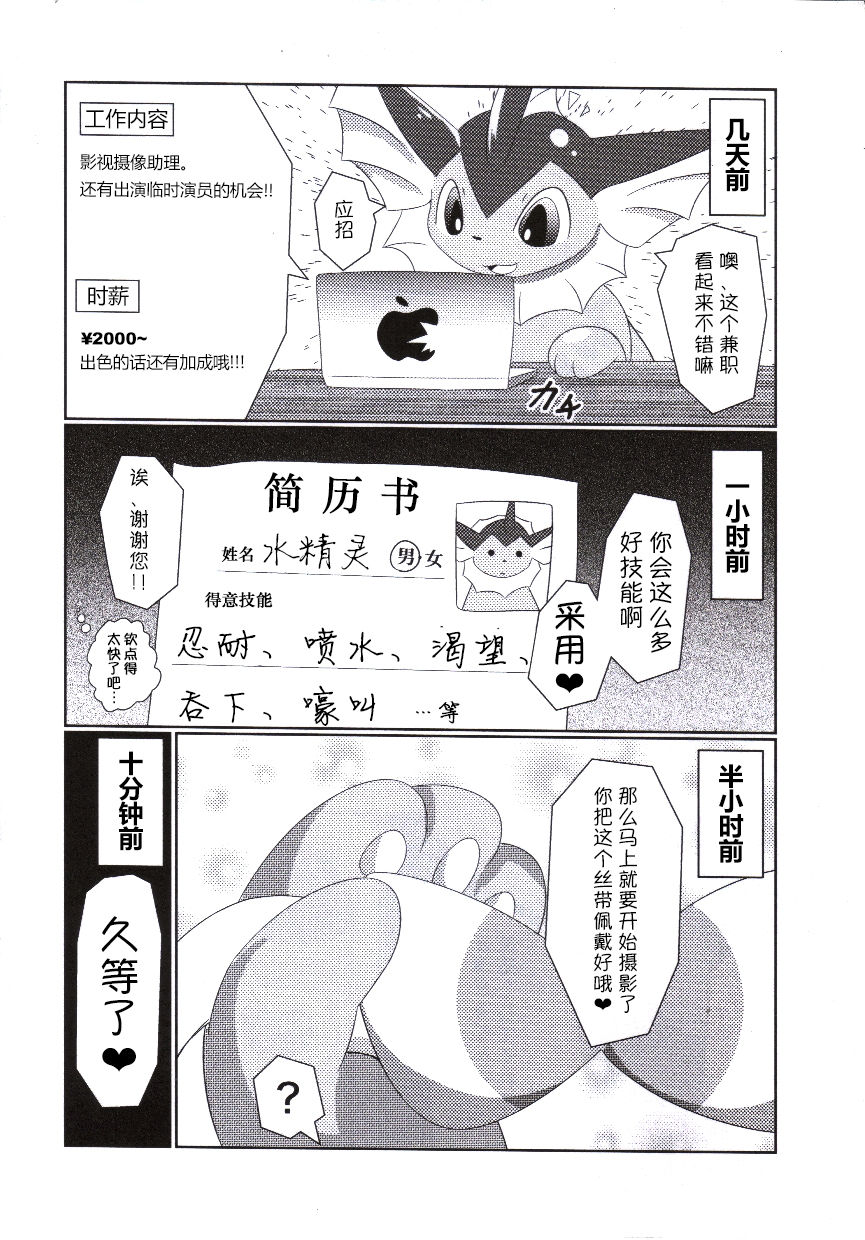 几天前
噢、这个兼职
看起来不错嘛
应招
工作内容
影视摄像助理。
还有出演临时演员的机会!!
时薪
¥2000~
出色的话还有加成哦!!!
カタ
一小时前
你会这么多
好技能啊
采用❤
简历书
姓名 水精灵 男 女
得意技能
忍耐、喷水、渴望、
吞下、嚎叫 …等
诶、谢谢您!!
钦点得
太快了吧…
半小时前
那么马上就要开始摄影了
你把这个丝带佩戴好哦❤
?
十分钟前
久等了❤